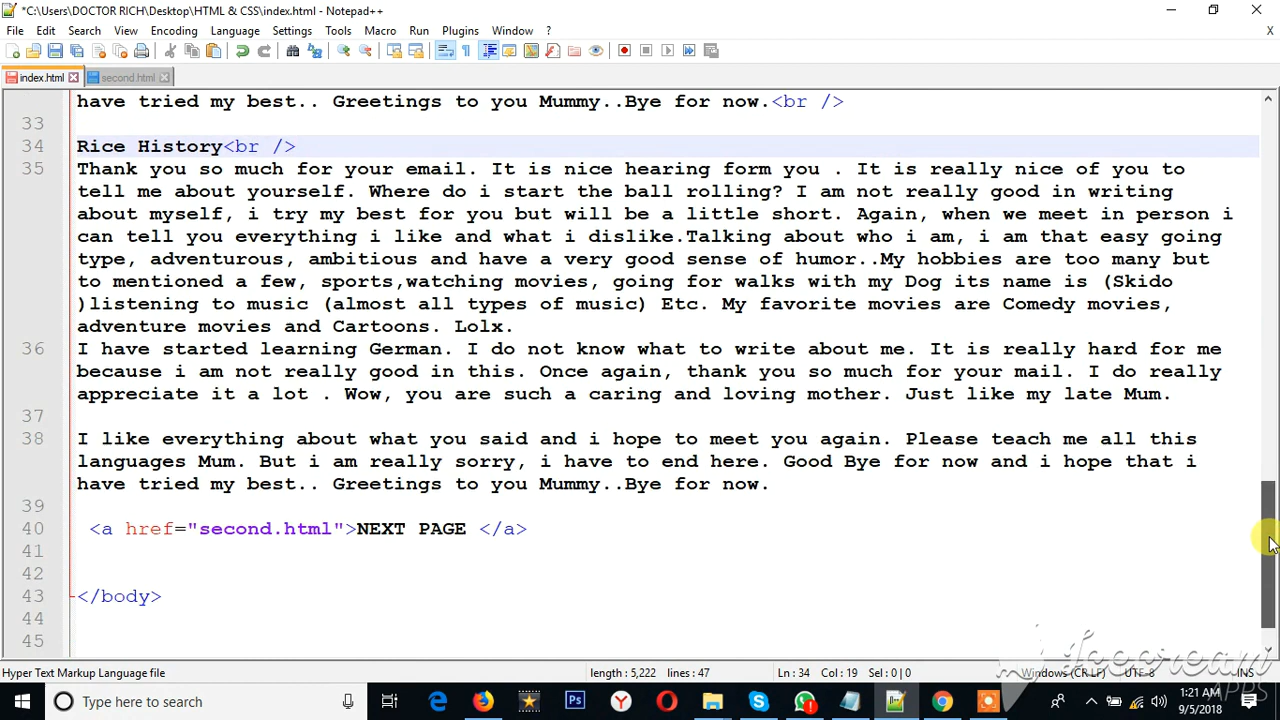 *C:\Users\DOCTOR RICH\Desktop\HTML & CSS\index.html - Notepad++
File Edit Search View Encoding Language Settings Tools Macro Run Plugins Window ? X
index.html second.html
have tried my best.. Greetings to you Mummy..Bye for now.<br />
33
34 Rice History<br />
35 Thank you so much for your email. It is nice hearing form you . It is really nice of you to
tell me about yourself. Where do i start the ball rolling? I am not really good in writing
about myself, i try my best for you but will be a little short. Again, when we meet in person i
can tell you everything i like and what i dislike.Talking about who i am, i am that easy going
type, adventurous, ambitious and have a very good sense of humor..My hobbies are too many but
to mentioned a few, sports,watching movies, going for walks with my Dog its name is (Skido
)listening to music (almost all types of music) Etc. My favorite movies are Comedy movies,
adventure movies and Cartoons. Lolx.
36 I have started learning German. I do not know what to write about me. It is really hard for me
because i am not really good in this. Once again, thank you so much for your mail. I do really
appreciate it a lot . Wow, you are such a caring and loving mother. Just like my late Mum.
37
38 I like everything about what you said and i hope to meet you again. Please teach me all this
languages Mum. But i am really sorry, i have to end here. Good Bye for now and i hope that i
have tried my best.. Greetings to you Mummy..Bye for now.
39
40 <a href="second.html">NEXT PAGE </a>
41
42
43 </body>
44
45
Hyper Text Markup Language file length : 5,222 lines : 47 Ln : 34 Col : 19 Sel : 0 | 0 Windows (CR LF) UTF-8 INS
Icecream
APPS
Type here to search
1:21 AM
9/5/2018